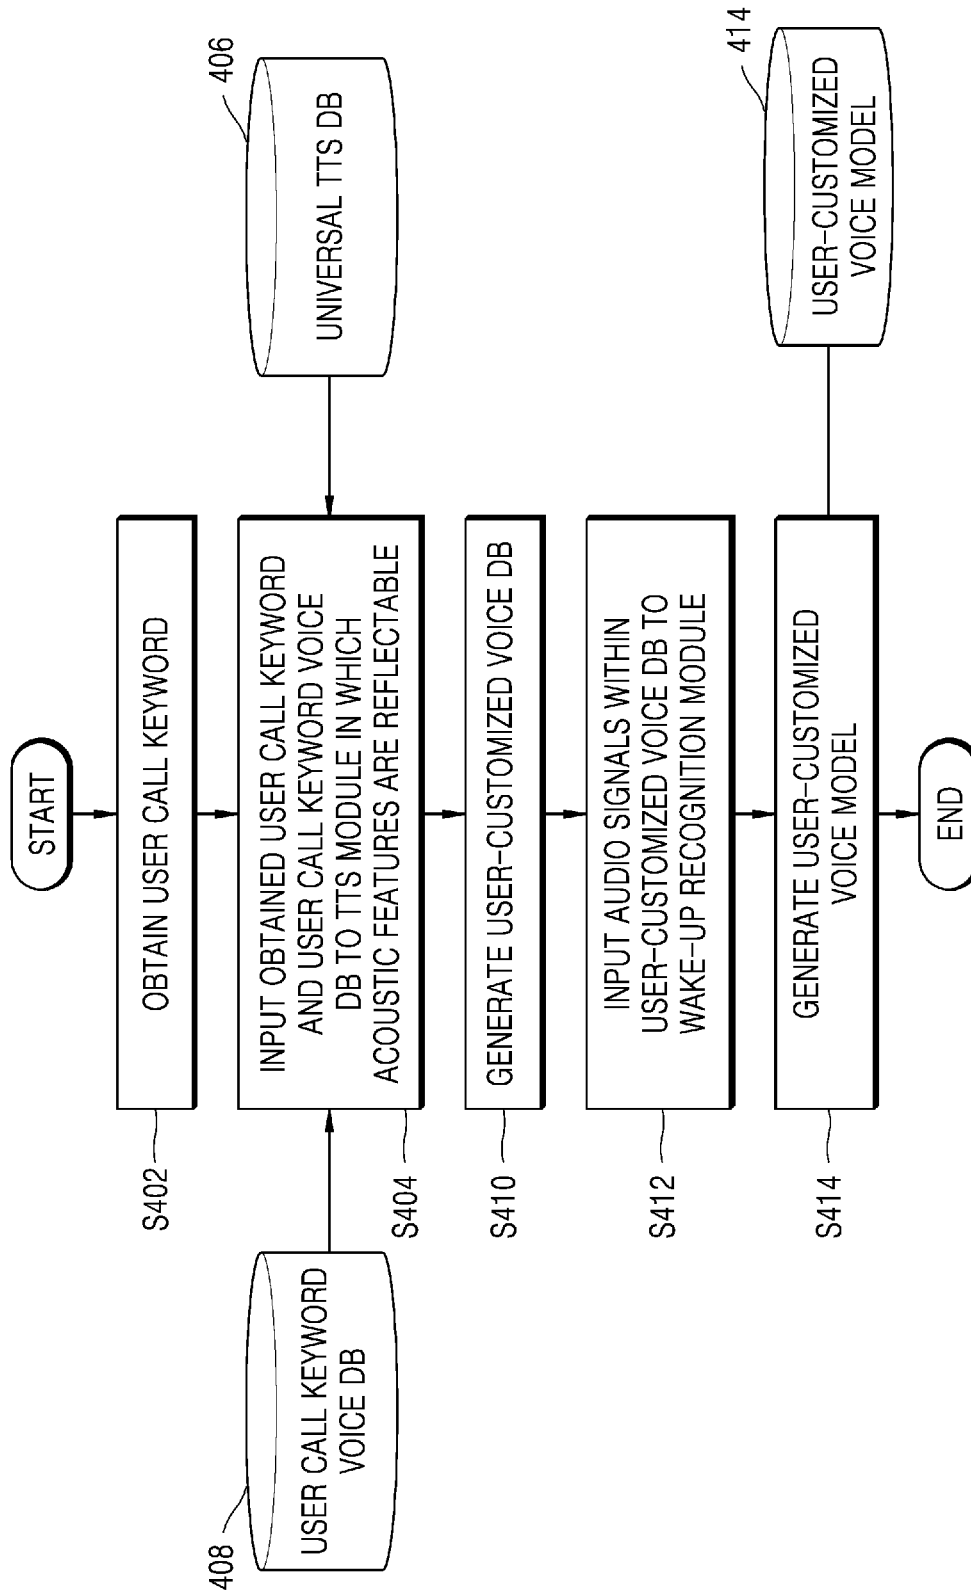 START
S402
OBTAIN USER CALL KEYWORD
408
USER CALL KEYWORD
VOICE DB
S404
INPUT OBTAINED USER CALL KEYWORD
AND USER CALL KEYWORD VOICE
DB TO TTS MODULE IN WHICH
ACOUSTIC FEATURES ARE REFLECTABLE
406
UNIVERSAL TTS DB
S410
GENERATE USER-CUSTOMIZED VOICE DB
S412
INPUT AUDIO SIGNALS WITHIN
USER-CUSTOMIZED VOICE DB TO
WAKE-UP RECOGNITION MODULE
S414
GENERATE USER-CUSTOMIZED
VOICE MODEL
414
USER-CUSTOMIZED
VOICE MODEL
END